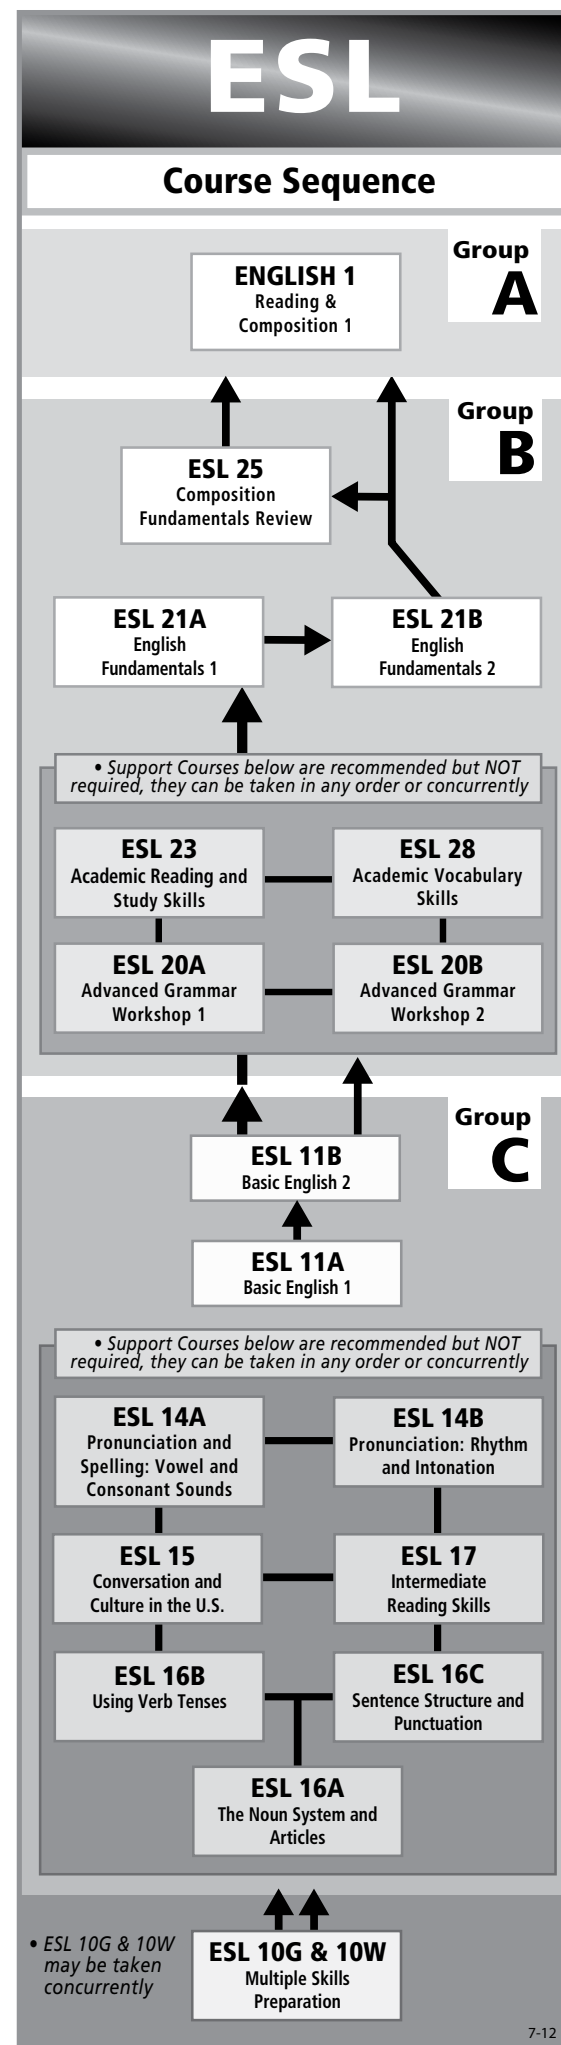 ESL
Course Sequence
Group
A
ENGLISH 1
Reading &
Composition 1
Group
B
ESL 25
Composition
Fundamentals Review
ESL 21A
English
Fundamentals 1
ESL 21B
English
Fundamentals 2
• Support Courses below are recommended but NOT
required, they can be taken in any order or concurrently
ESL 23
Academic Reading and
Study Skills
ESL 28
Academic Vocabulary
Skills
ESL 20A
Advanced Grammar
Workshop 1
ESL 20B
Advanced Grammar
Workshop 2
Group
C
ESL 11B
Basic English 2
ESL 11A
Basic English 1
• Support Courses below are recommended but NOT
required, they can be taken in any order or concurrently
ESL 14A
Pronunciation and
Spelling: Vowel and
Consonant Sounds
ESL 14B
Pronunciation: Rhythm
and Intonation
ESL 15
Conversation and
Culture in the U.S.
ESL 17
Intermediate
Reading Skills
ESL 16B
Using Verb Tenses
ESL 16C
Sentence Structure and
Punctuation
ESL 16A
The Noun System and
Articles
• ESL 10G & 10W
may be taken
concurrently
ESL 10G & 10W
Multiple Skills
Preparation
7-12